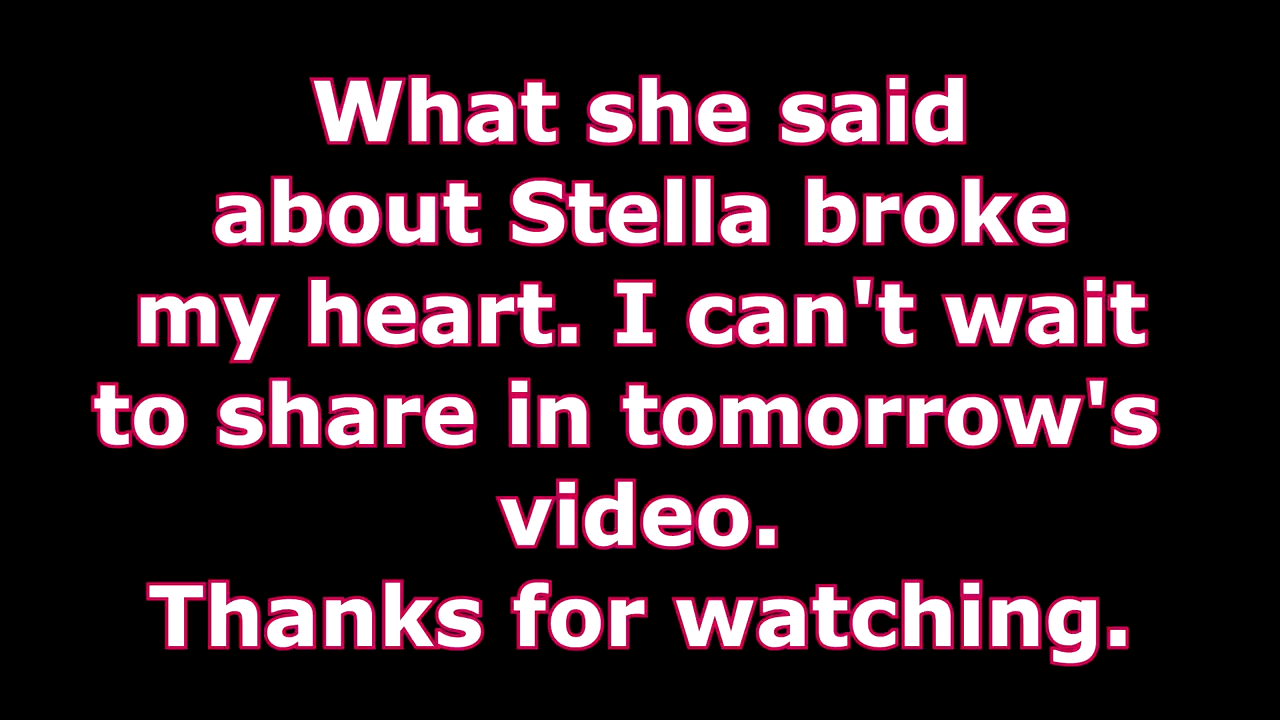 What she said
about Stella broke
my heart. I can't wait
to share in tomorrow's
video.
Thanks for watching.